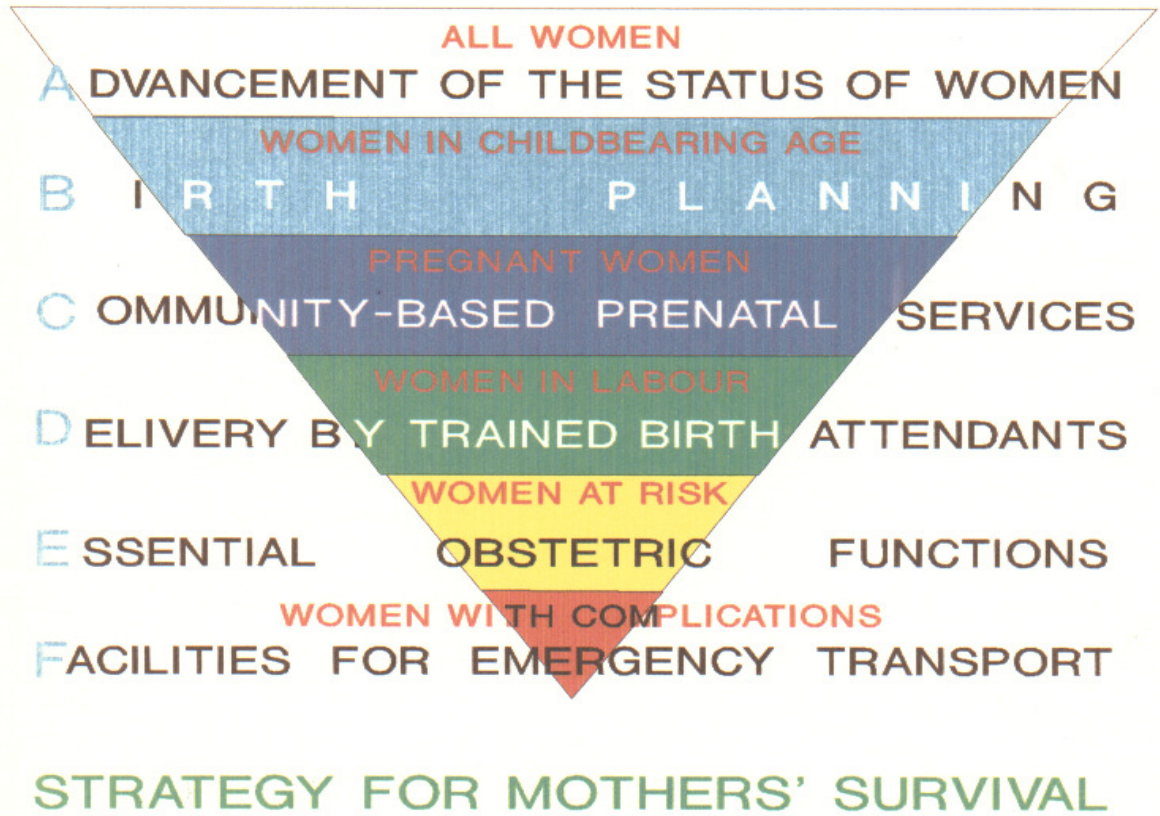 ALL WOMEN
ADVANCEMENT OF THE STATUS OF WOMEN
WOMEN IN CHILDBEARING AGE
BIRTH PLANNING
PREGNANT WOMEN
COMMUNITY-BASED PRENATAL SERVICES
WOMEN IN LABOUR
DELIVERY BY TRAINED BIRTH ATTENDANTS
WOMEN AT RISK
ESSENTIAL OBSTETRIC FUNCTIONS
WOMEN WITH COMPLICATIONS
FACILITIES FOR EMERGENCY TRANSPORT
STRATEGY FOR MOTHERS' SURVIVAL